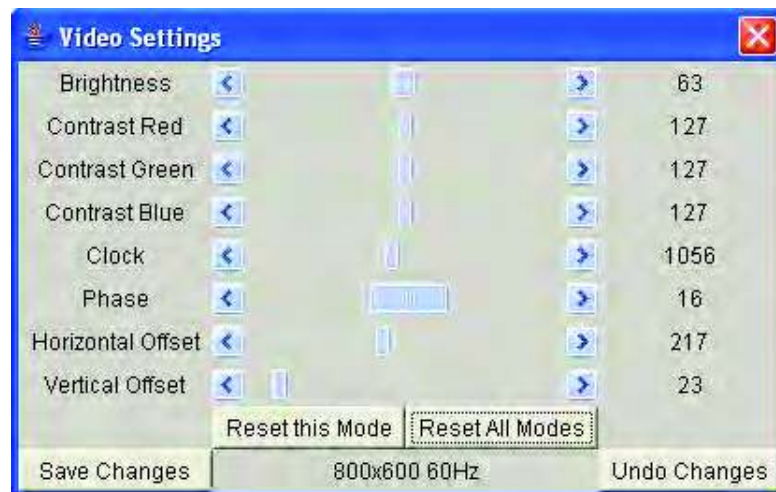 Video Settings
Brightness 63
Contrast Red 127
Contrast Green 127
Contrast Blue 127
Clock 1056
Phase 16
Horizontal Offset 217
Vertical Offset 23
Reset this Mode Reset All Modes
Save Changes 800x600 60Hz Undo Changes